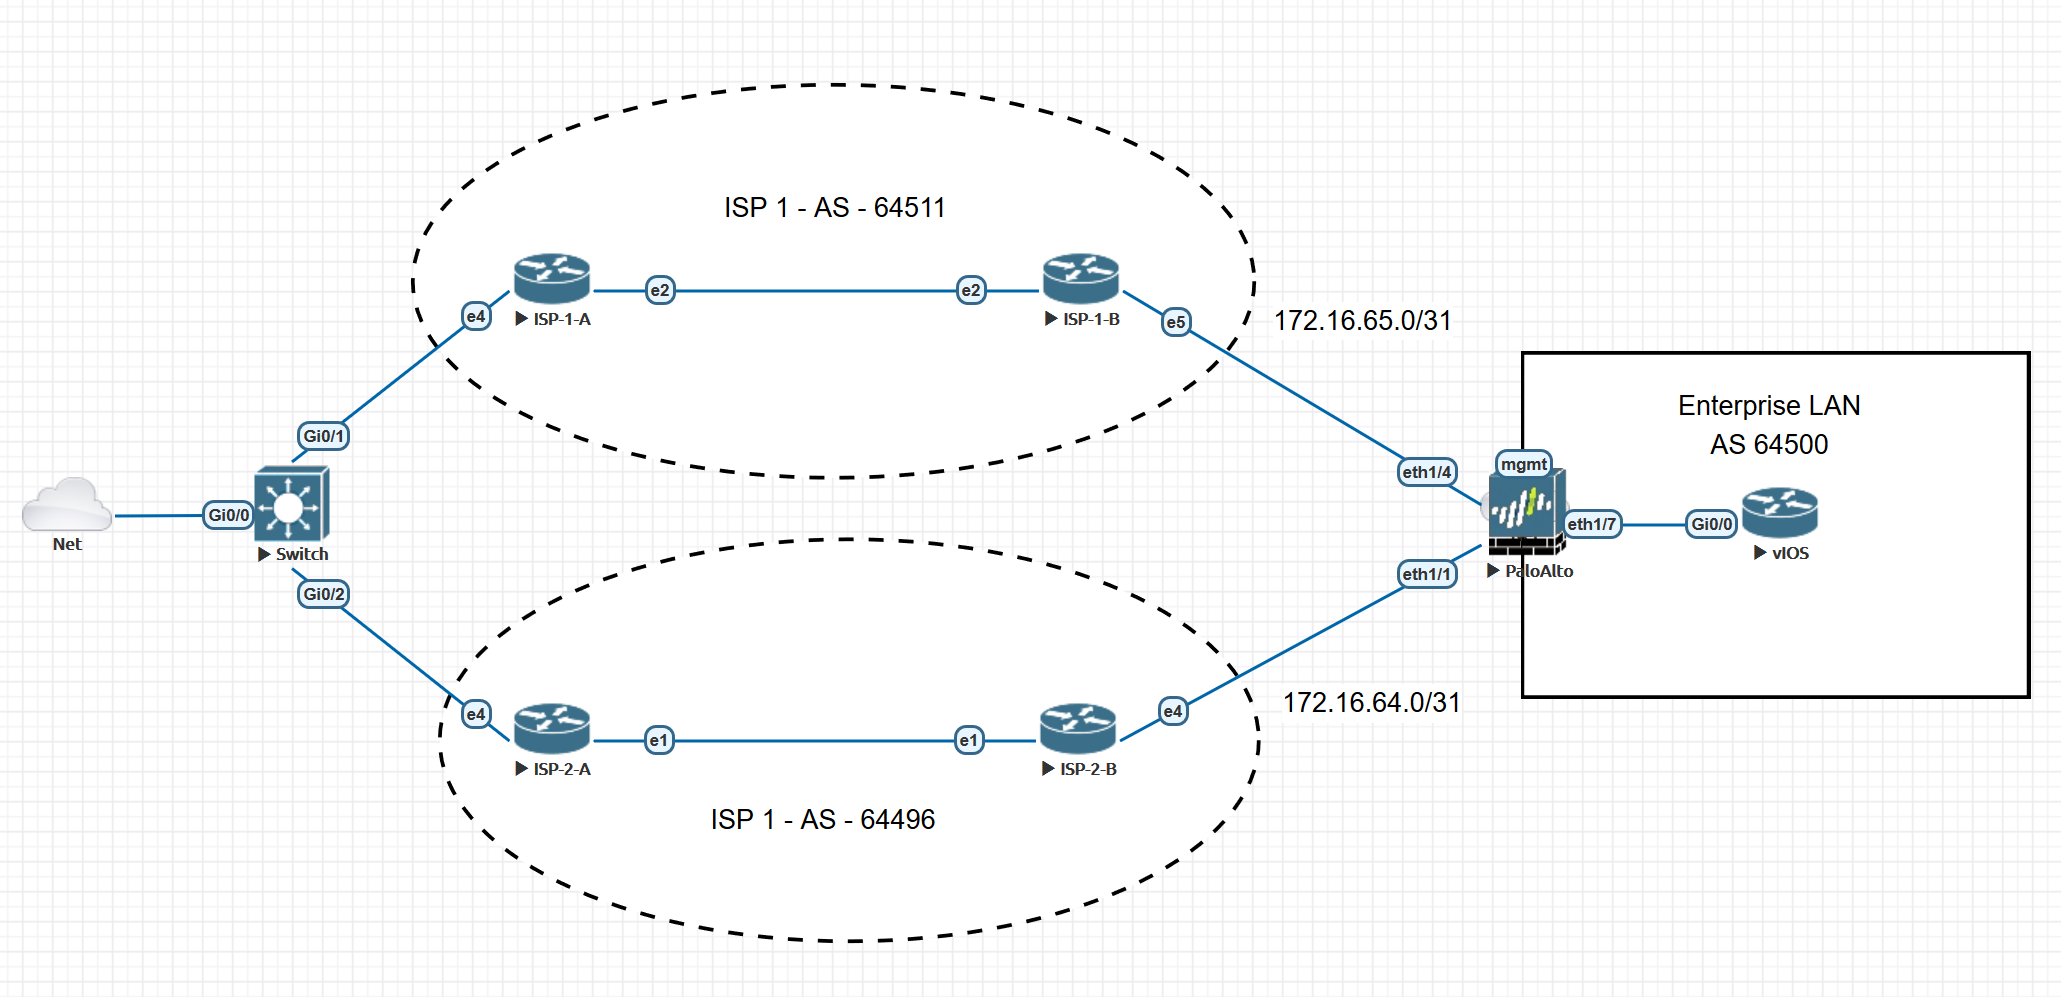 ISP 1 - AS - 64511
e2
e2
ISP-1-A
ISP-1-B
e4
e5
172.16.65.0/31
Enterprise LAN
AS 64500
Gi0/1
mgmt
eth1/4
Net
Gi0/0
Switch
eth1/7
Gi0/0
vIOS
PaloAlto
eth1/1
Gi0/2
172.16.64.0/31
e4
e4
e1
e1
ISP-2-A
ISP-2-B
ISP 1 - AS - 64496